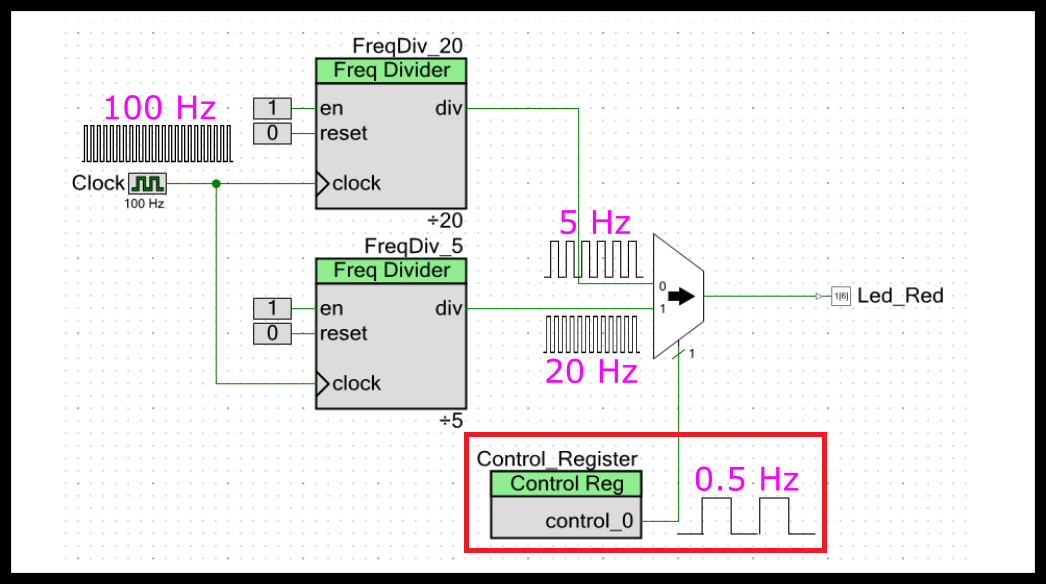 FreqDiv_20
Freq Divider
100 Hz
1
en
div
0
reset
Clock
clock
100 Hz
÷20
5 Hz
FreqDiv_5
Freq Divider
0
1
Led_Red
1[6]
1
en
div
0
reset
1
20 Hz
clock
÷5
Control_Register
Control Reg
0.5 Hz
control_0